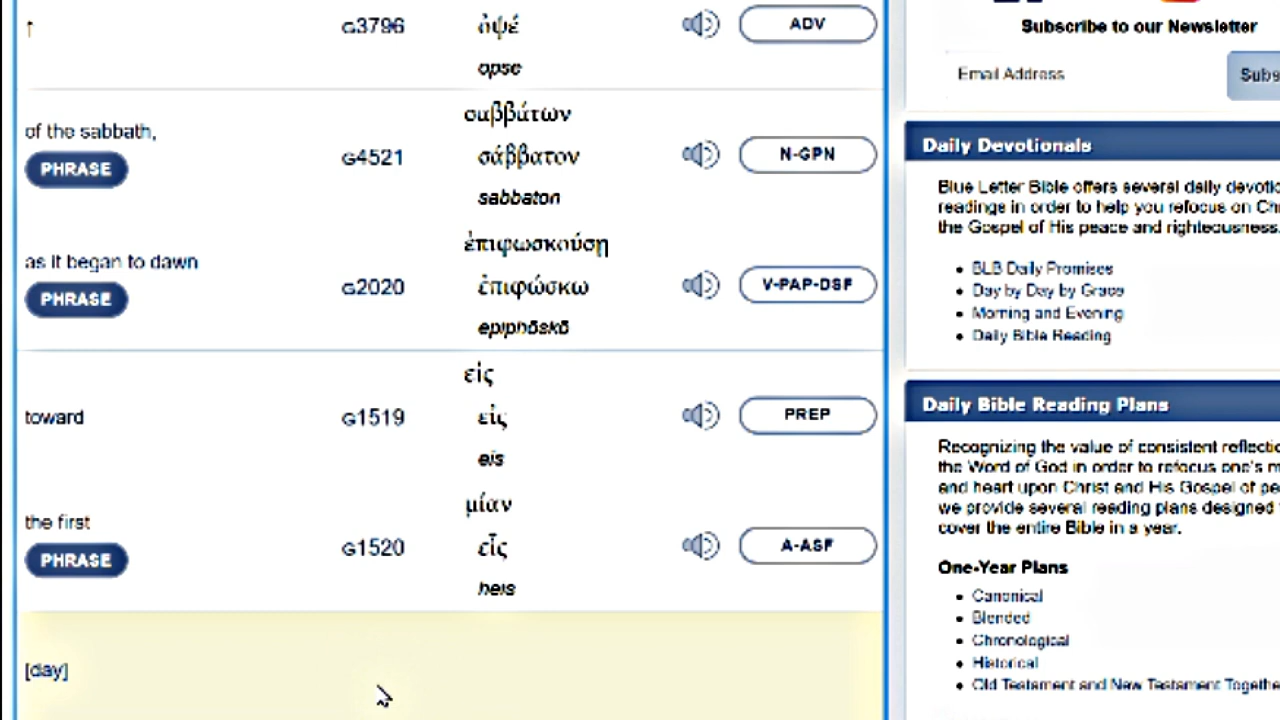 ↑ G3796 ὀψέ ADV
opse
σαββάτων
of the sabbath,
PHRASE G4521 σάββατον N-GPN
sabbaton
ἐπιφωσκούσῃ
as it began to dawn
PHRASE G2020 ἐπιφώσκω V-PAP-DSF
epiphōskō
εἰς
toward G1519 εἰς PREP
eis
μίαν
the first
PHRASE G1520 εἷς A-ASF
heis
[day]
Subscribe to our Newsletter
Email Address
Daily Devotionals
Blue Letter Bible offers several daily
readings in order to help you refocus on
the Gospel of His peace and righteousness.
• BLB Daily Promises
• Day by Day by Grace
• Morning and Evening
• Daily Bible Reading
Daily Bible Reading Plans
Recognizing the value of consistent
the Word of God in order to refocus one's
and heart upon Christ and His Gospel of
we provide several reading plans designed
cover the entire Bible in a year.
One-Year Plans
• Canonical
• Blended
• Chronological
• Historical
• Old Testament and New Testament